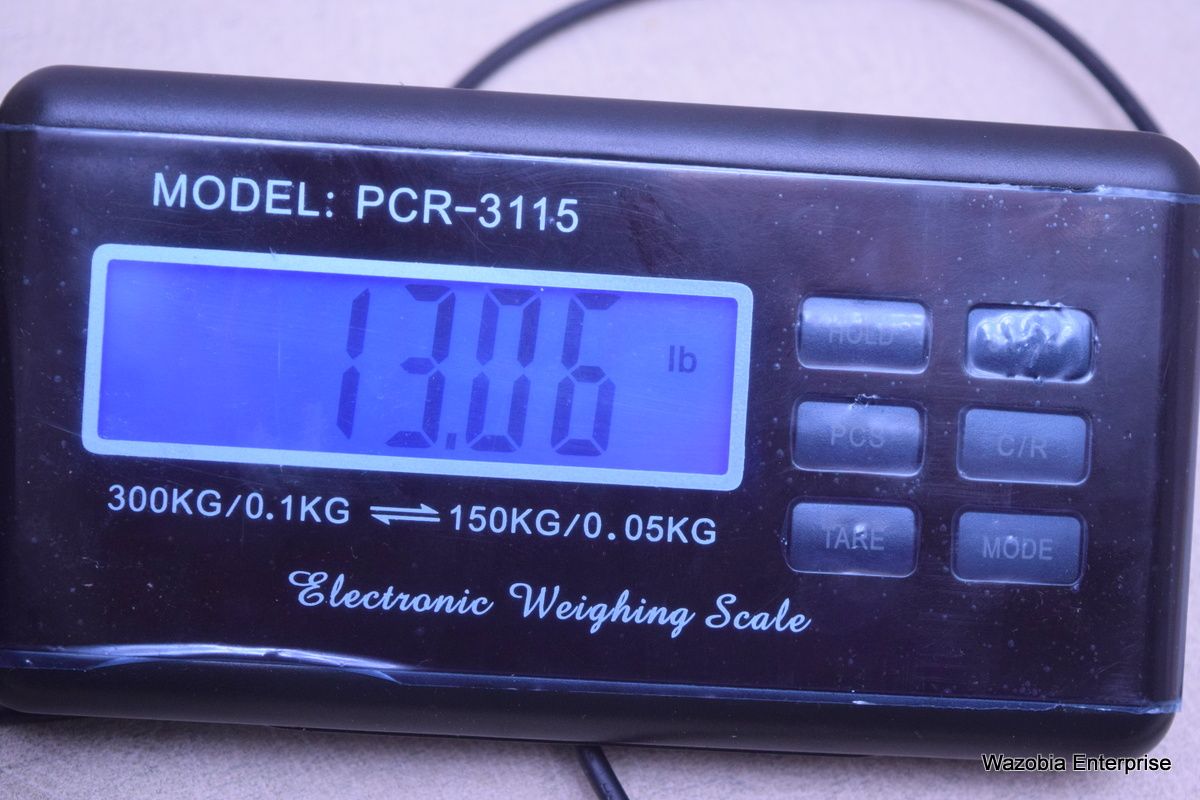 MODEL: PCR-3115
13.06 lb
300KG/0.1KG ⇌ 150KG/0.05KG
Electronic Weighing Scale
HOLD
PCS C/R
TARE MODE
Wazobia Enterprise